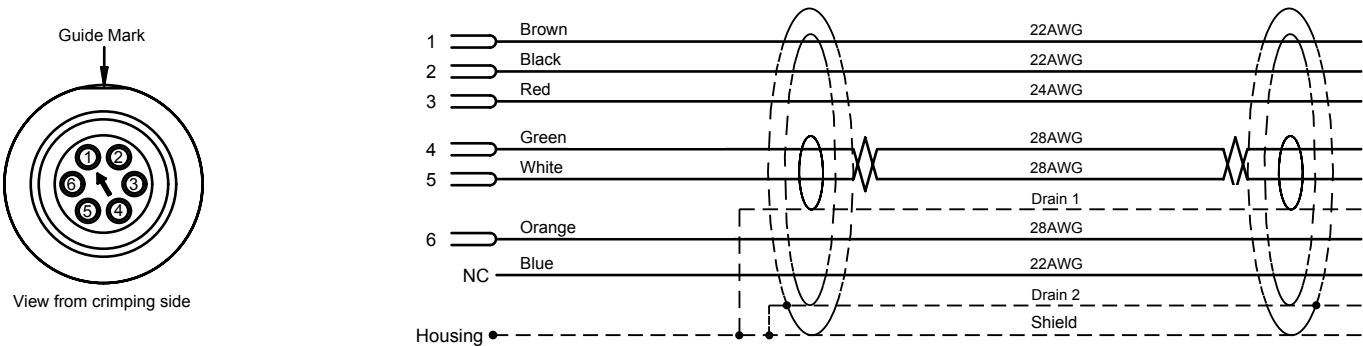 Guide Mark
1 2
6 3
5 4
View from crimping side
1 Brown 22AWG
2 Black 22AWG
3 Red 24AWG
4 Green 28AWG
5 White 28AWG
Drain 1
6 Orange 28AWG
NC Blue 22AWG
Drain 2
Housing Shield